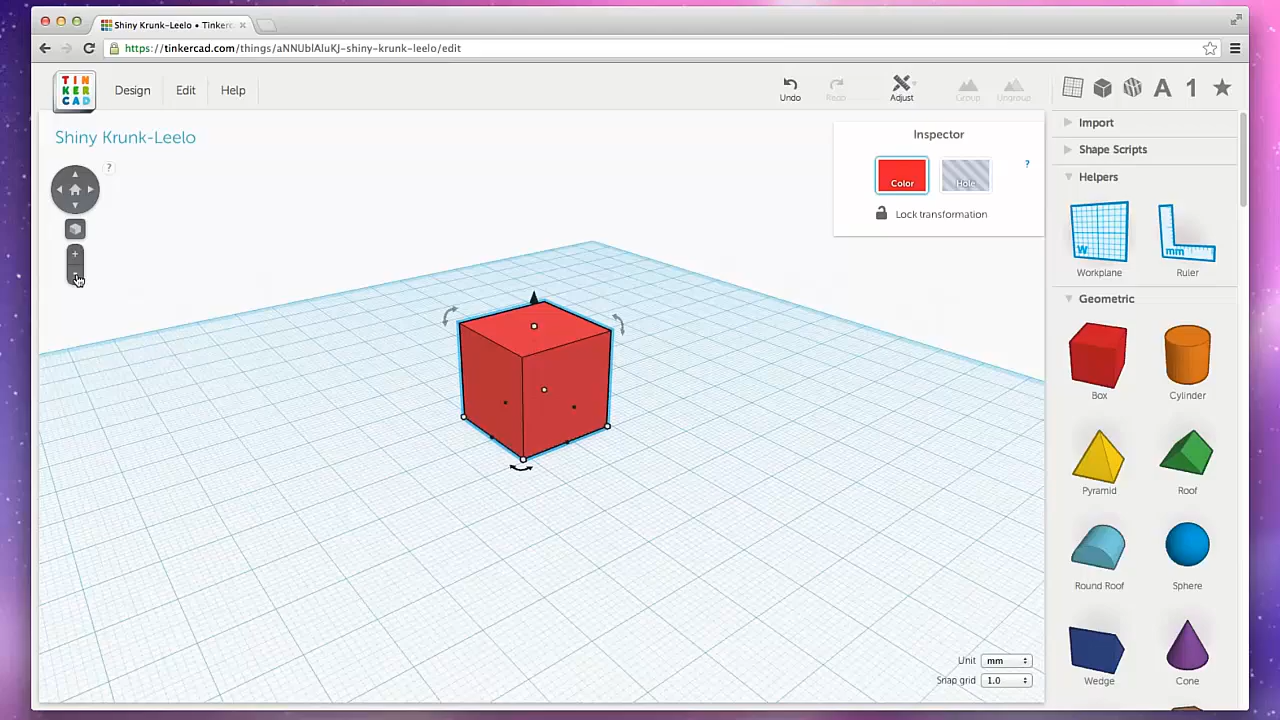 Shiny Krunk-Leelo • Tinkerc
https://tinkercad.com/things/aNNUblAluKJ-shiny-krunk-leelo/edit
TIN
KER
CAD
Design
Edit
Help
Undo
Redo
Adjust
Group
Ungroup
A
1
Shiny Krunk-Leelo
?
+
-
Inspector
Color
Hole
?
Lock transformation
Import
Shape Scripts
Helpers
W
mm
Workplane
Ruler
Geometric
Box
Cylinder
Pyramid
Roof
Round Roof
Sphere
Wedge
Cone
Unit
mm
Snap grid
1.0